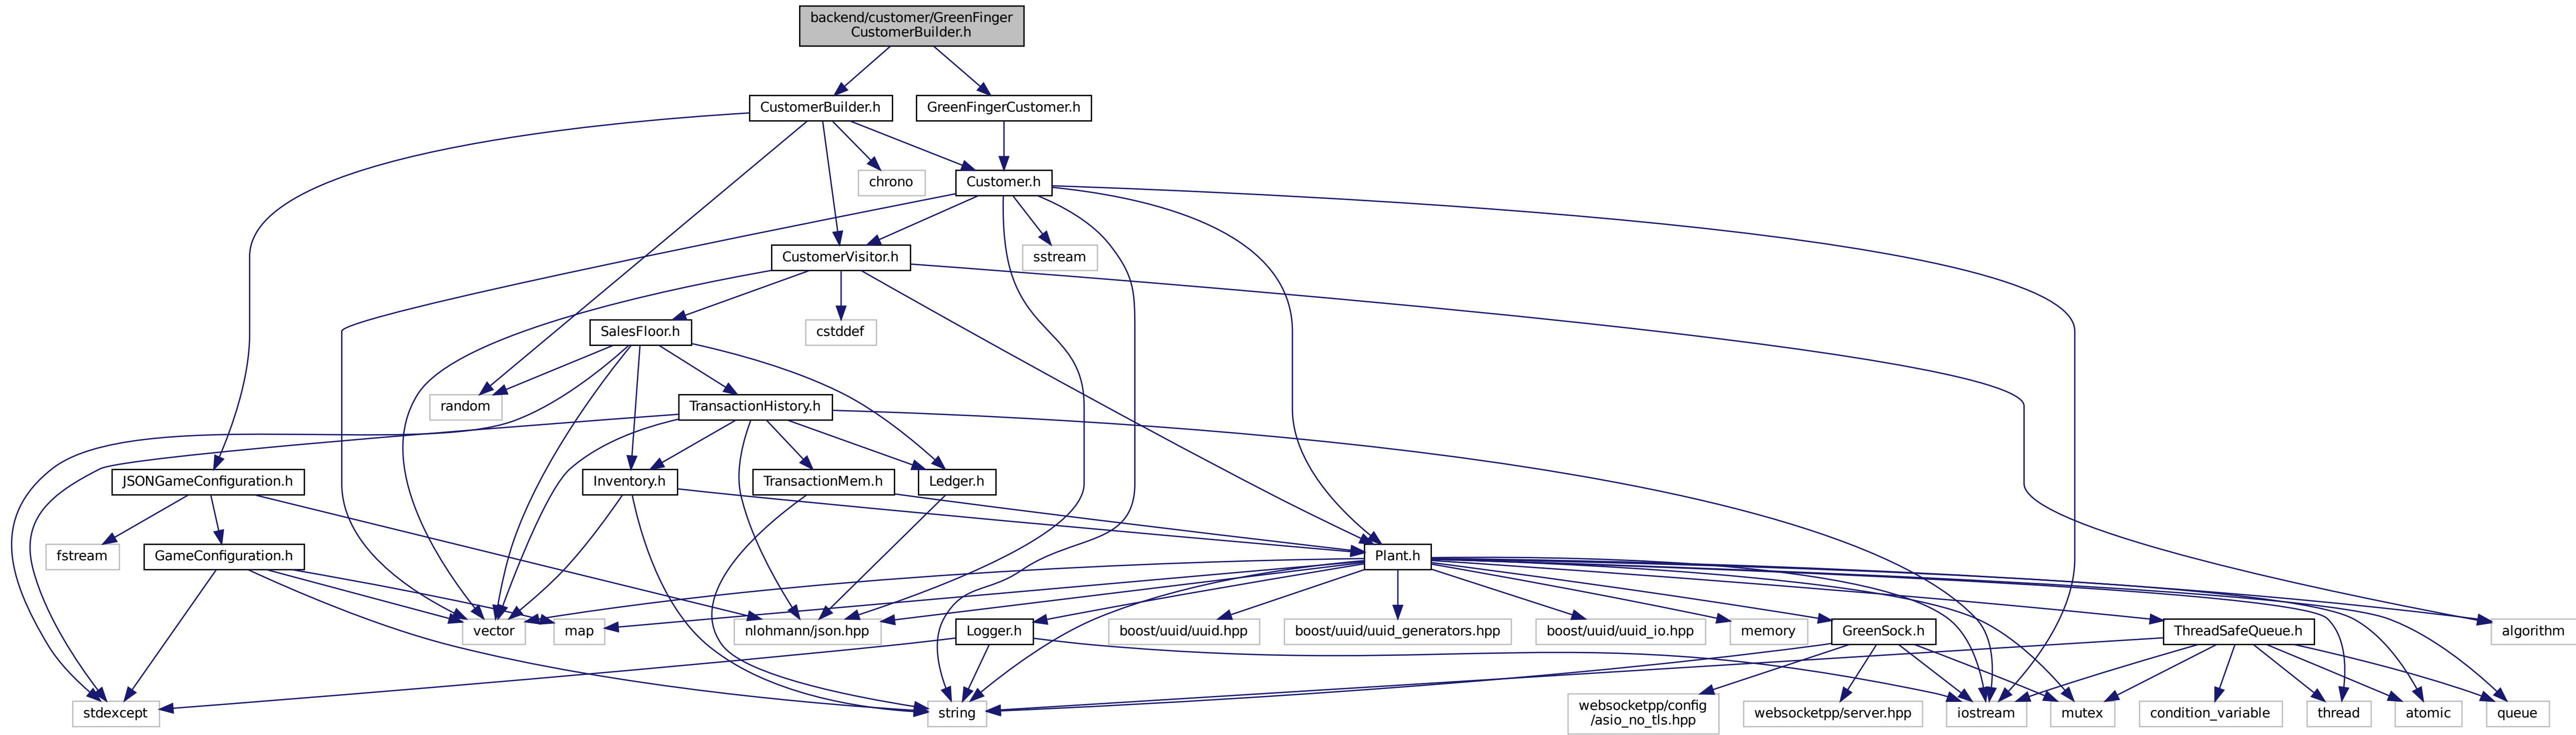 backend/customer/GreenFinger
CustomerBuilder.h
CustomerBuilder.h
GreenFingerCustomer.h
chrono
Customer.h
CustomerVisitor.h
sstream
SalesFloor.h
cstddef
random
TransactionHistory.h
JSONGameConfiguration.h
Inventory.h
TransactionMem.h
Ledger.h
fstream
GameConfiguration.h
Plant.h
vector
map
nlohmann/json.hpp
Logger.h
boost/uuid/uuid.hpp
boost/uuid/uuid_generators.hpp
boost/uuid/uuid_io.hpp
memory
GreenSock.h
ThreadSafeQueue.h
algorithm
stdexcept
string
websocketpp/config
/asio_no_tls.hpp
websocketpp/server.hpp
iostream
mutex
condition_variable
thread
atomic
queue